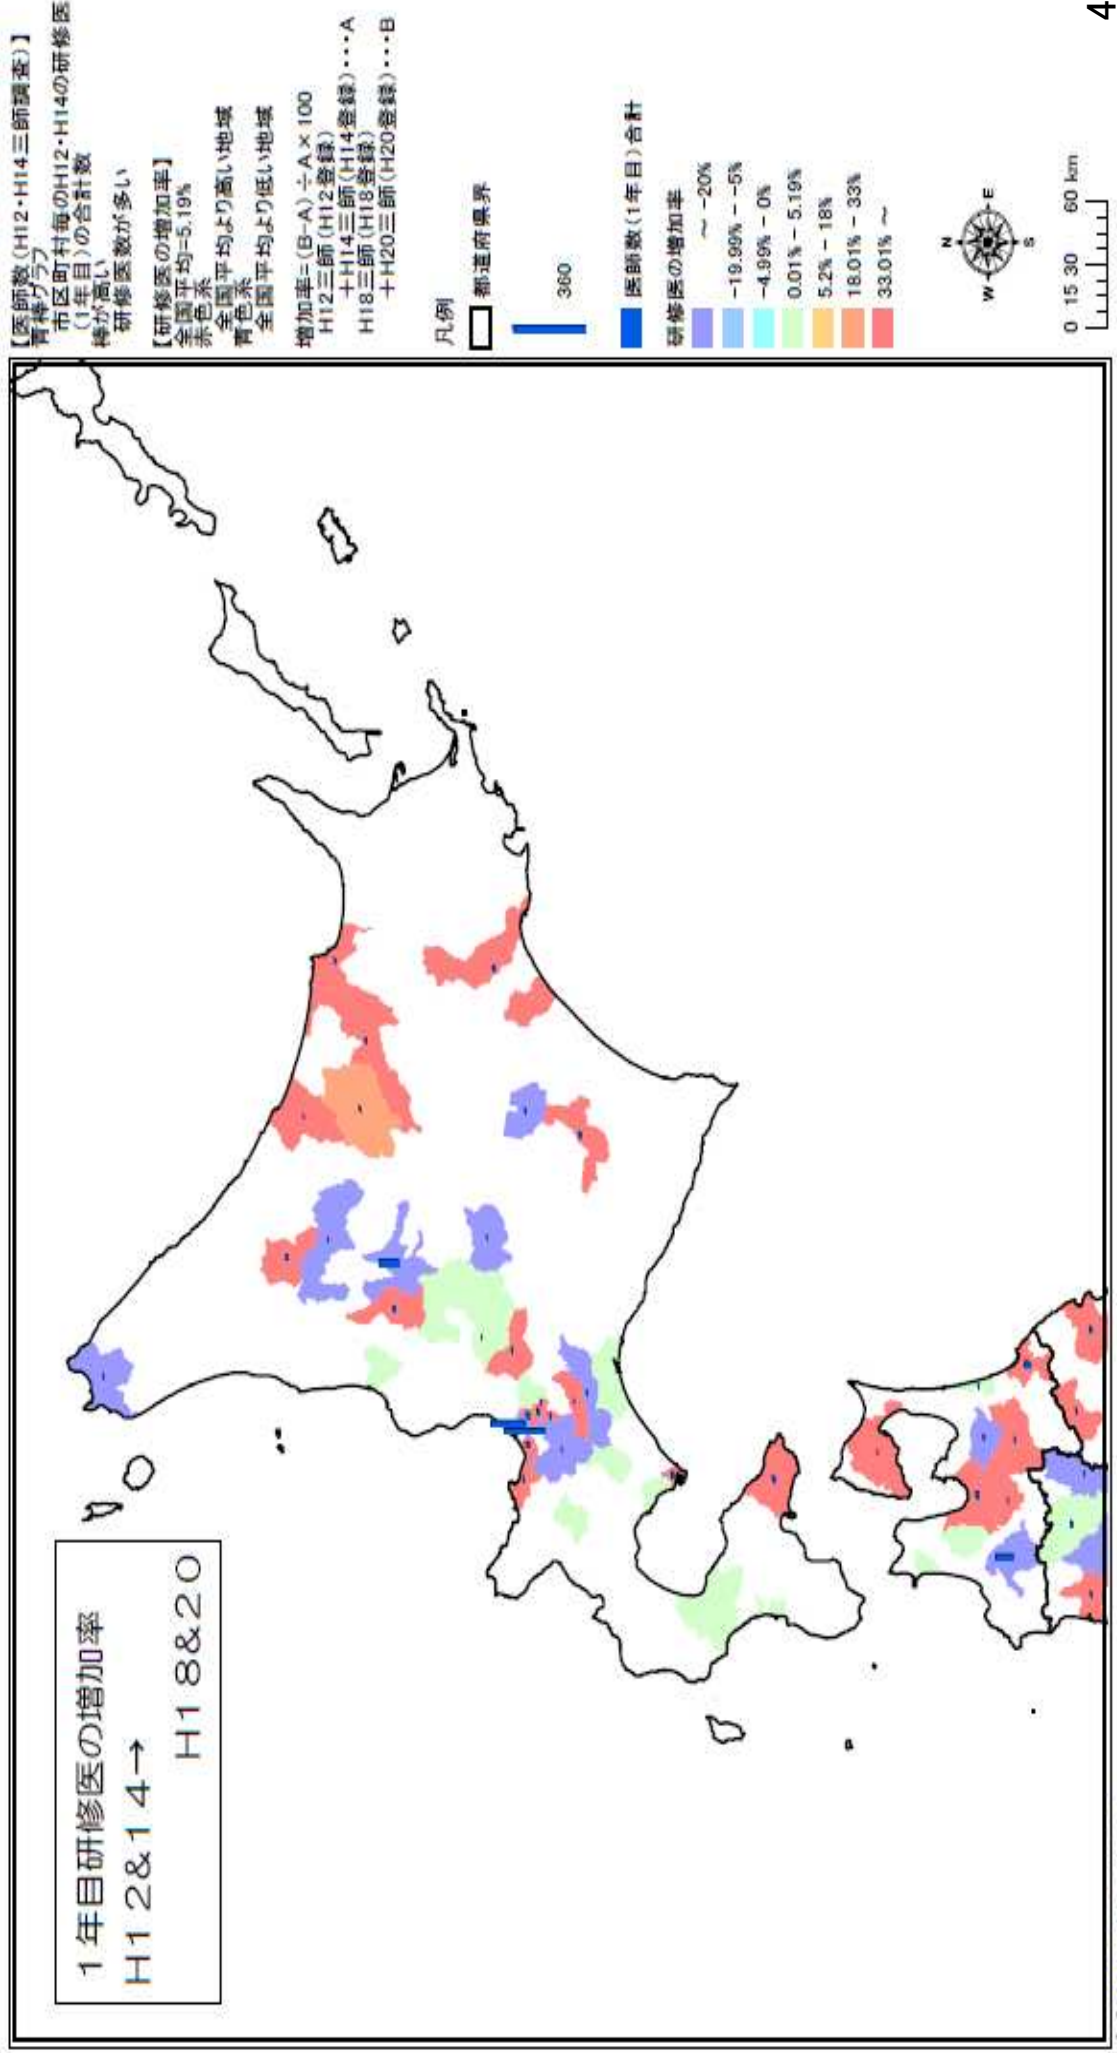 1年目研修医の増加率
H12&14→
H18&20
【医師数(H12・H14三師調査)】
青棒グラフ
市区町村毎のH12・H14の研修医
(1年目)の合計数
棒が高い
研修医数が多い
【研修医の増加率】
全国平均=5.19%
赤色系
全国平均より高い地域
青色系
全国平均より低い地域
増加率=(B-A)÷A×100
H12三師(H12登録)
+H14三師(H14登録)・・・A
H18三師(H18登録)
+H20三師(H20登録)・・・B
凡例
都道府県界
360
医師数(1年目)合計
研修医の増加率
～ -20%
-19.99% - -5%
-4.99% - 0%
0.01% - 5.19%
5.2% - 18%
18.01% - 33%
33.01% ～
N
W E
S
0 15 30 60 km
4